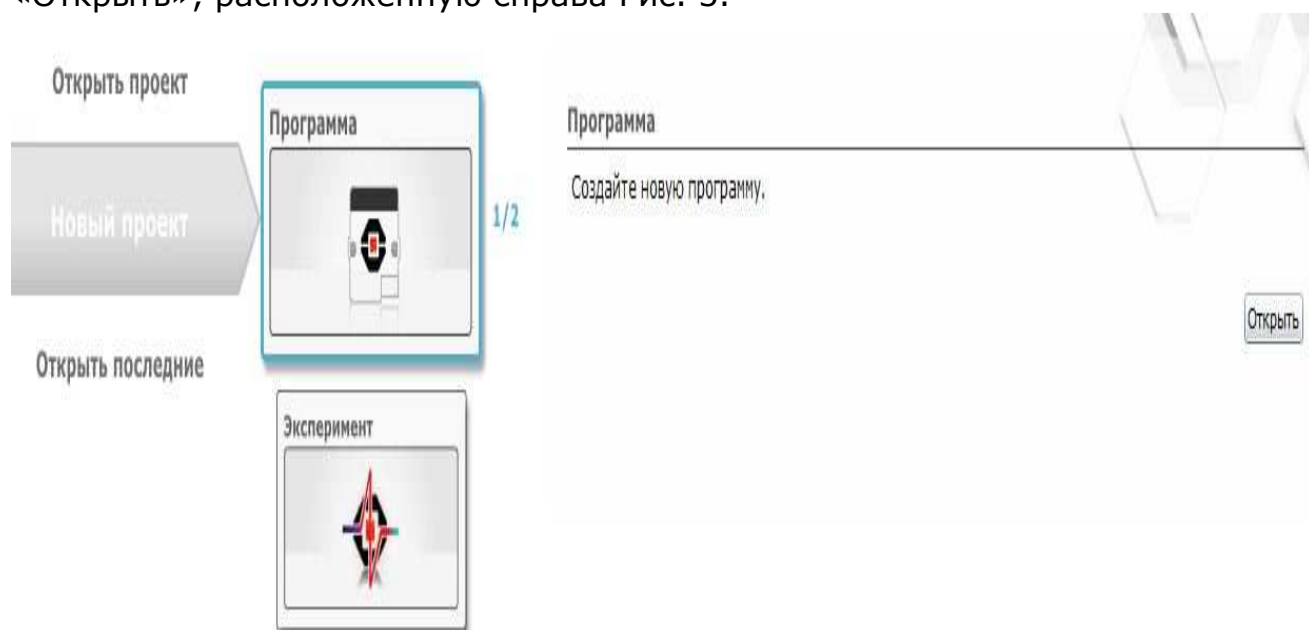 «Открыть», расположенную справа Рис. 3.
Открыть проект
Новый проект
Открыть последние
Программа
1/2
Эксперимент
Программа
Создайте новую программу.
Открыть